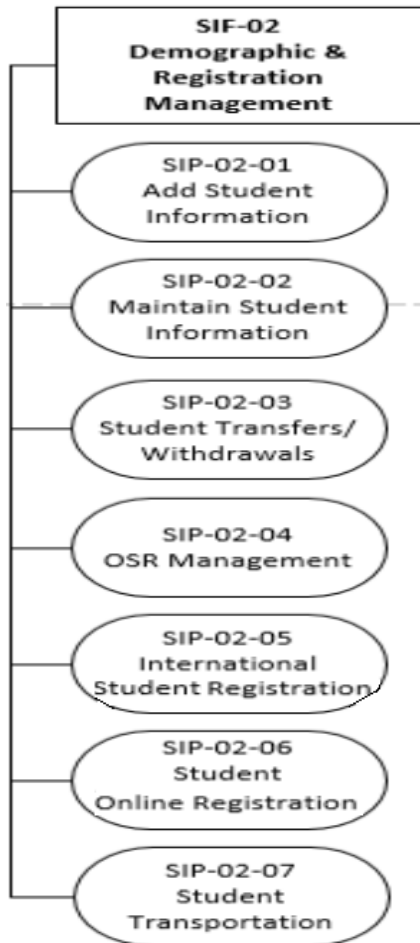 SIF-02
Demographic &
Registration
Management
SIP-02-01
Add Student
Information
SIP-02-02
Maintain Student
Information
SIP-02-03
Student Transfers/
Withdrawals
SIP-02-04
OSR Management
SIP-02-05
International
Student Registration
SIP-02-06
Student
Online Registration
SIP-02-07
Student
Transportation